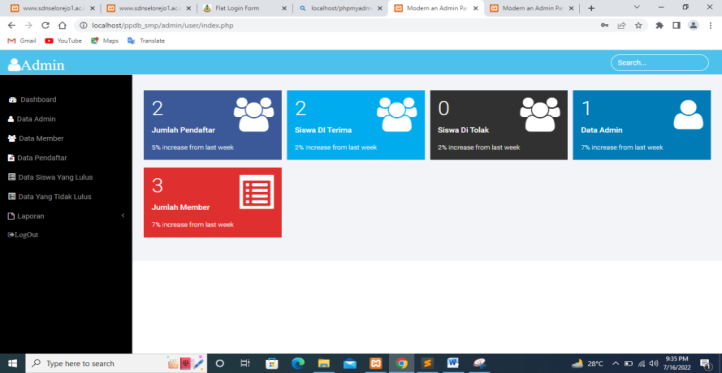 www.sdnselorejo1.ac.
www.sdnselorejo1.ac.
Flat Login Form
localhost/phpmyadm
Modern an Admin Pa
Modern an Admin Pa
localhost/ppdb_smp/admin/user/index.php
Gmail YouTube Maps Translate
Admin
Search...
Dashboard
Data Admin
Data Member
Data Pendaftar
Data Siswa Yang Lulus
Data Yang Tidak Lulus
Laporan
LogOut
2
Jumlah Pendaftar
5% increase from last week
2
Siswa DI Terima
2% increase from last week
0
Siswa Di Tolak
2% increase from last week
1
Data Admin
7% increase from last week
3
Jumlah Member
7% increase from last week
Type here to search
28°C
9:35 PM
7/16/2022